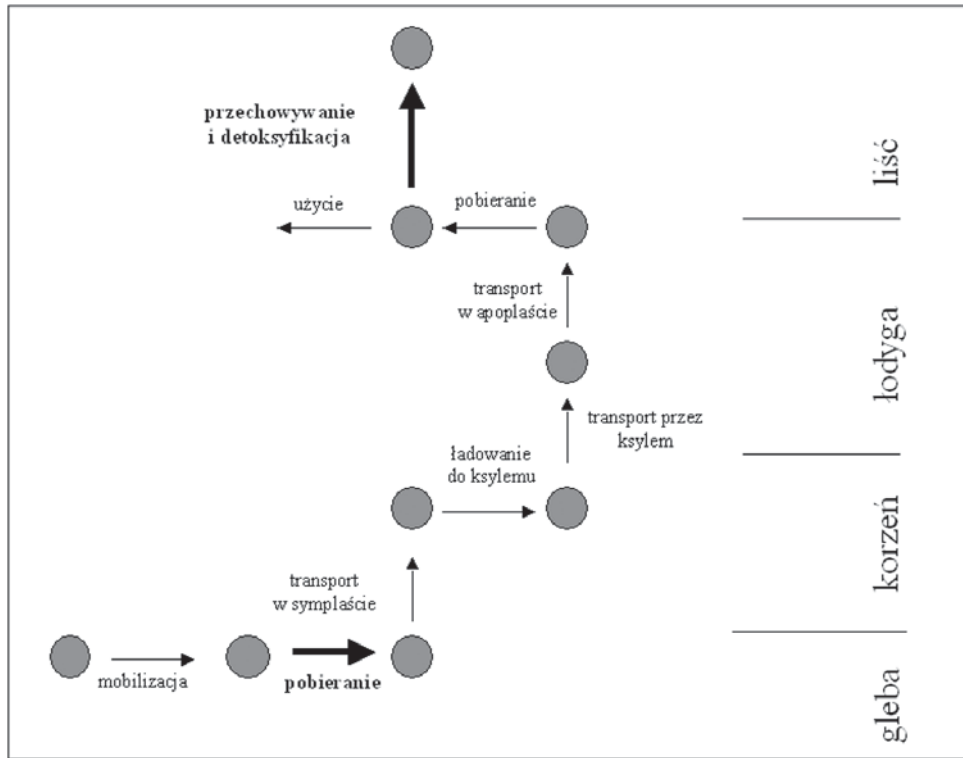 przechowywanie
i detoksyfikacja
liść
użycie
pobieranie
transport
w apoplaście
łodyga
transport przez
ksylem
ładowanie
do ksylemu
korzeń
transport
w symplaście
mobilizacja
pobieranie
gleba